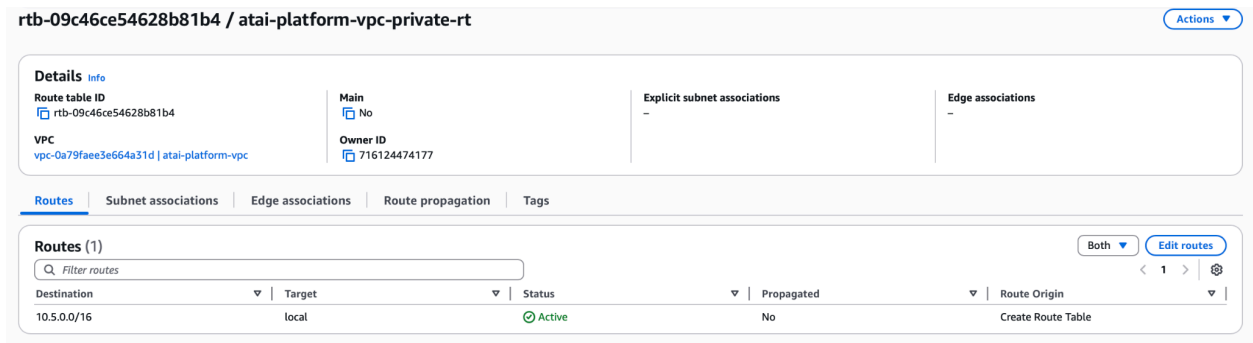 rtb-09c46ce54628b81b4 / atai-platform-vpc-private-rt
Actions
Details Info
Route table ID
rtb-09c46ce54628b81b4
Main
No
Explicit subnet associations
–
Edge associations
–
VPC
vpc-0a79faee3e664a31d | atai-platform-vpc
Owner ID
716124474177
Routes
Subnet associations
Edge associations
Route propagation
Tags
Routes (1)
Both
Edit routes
Filter routes
1
Destination Target Status Propagated Route Origin
10.5.0.0/16 local Active No Create Route Table